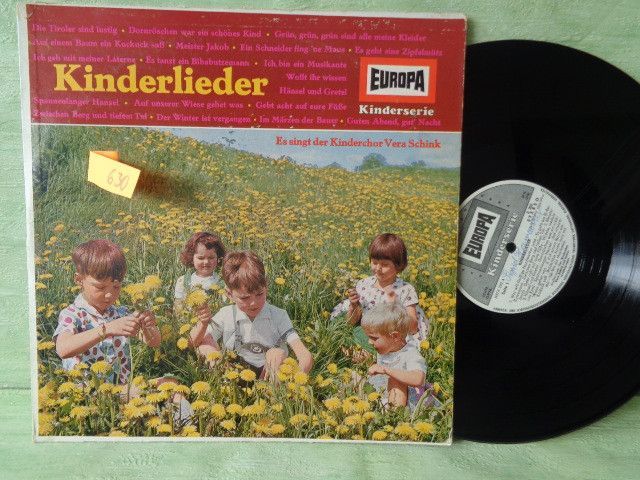 Die Tiroler sind lustig • Dornröschen war ein schönes Kind • Grün, grün, grün sind alle meine Kleider
Auf einem Baum ein Kuckuck saß • Meister Jakob • Ein Schneider fing 'ne Maus • Es geht eine Zipfelmütz
Ich geh mit meiner Laterne • Es tanzt ein Bibabutzemann • Ich bin ein Musikante
Wollt ihr wissen
Hänsel und Gretel
Kinderlieder
EUROPA
Kinderserie
Spannenlanger Hansel • Auf unserer Wiese gehet was • Gebt acht auf eure Füße
Zwischen Berg und tiefem Tal • Der Winter ist vergangen • Im Märzen der Bauer • Guten Abend, gut' Nacht
Es singt der Kinderchor Vera Schink
630
EUROPA
Kinderserie